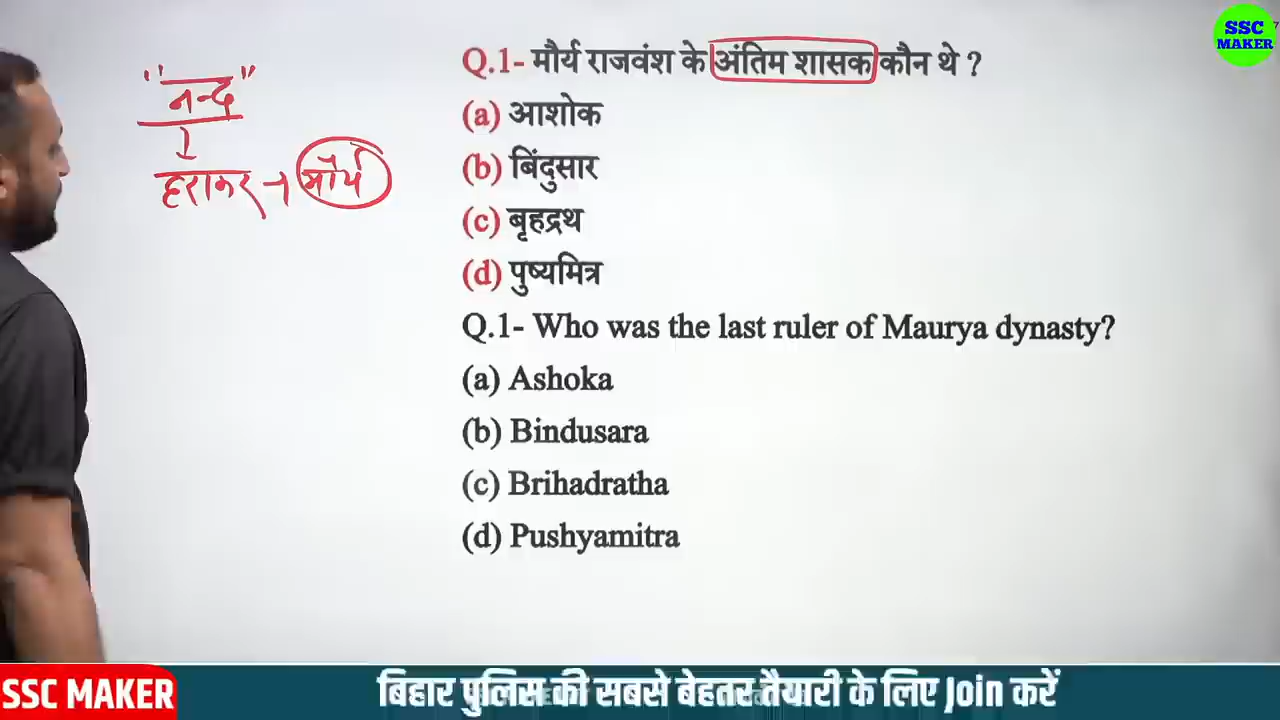 SSC
MAKER
"नन्द"
हराकर → मौर्य
Q.1- मौर्य राजवंश के अंतिम शासक कौन थे ?
(a) आशोक
(b) बिंदुसार
(c) बृहद्रथ
(d) पुष्यमित्र
Q.1- Who was the last ruler of Maurya dynasty?
(a) Ashoka
(b) Bindusara
(c) Brihadratha
(d) Pushyamitra
SSC MAKER
बिहार पुलिस की सबसे बेहतर तैयारी के लिए Join करें